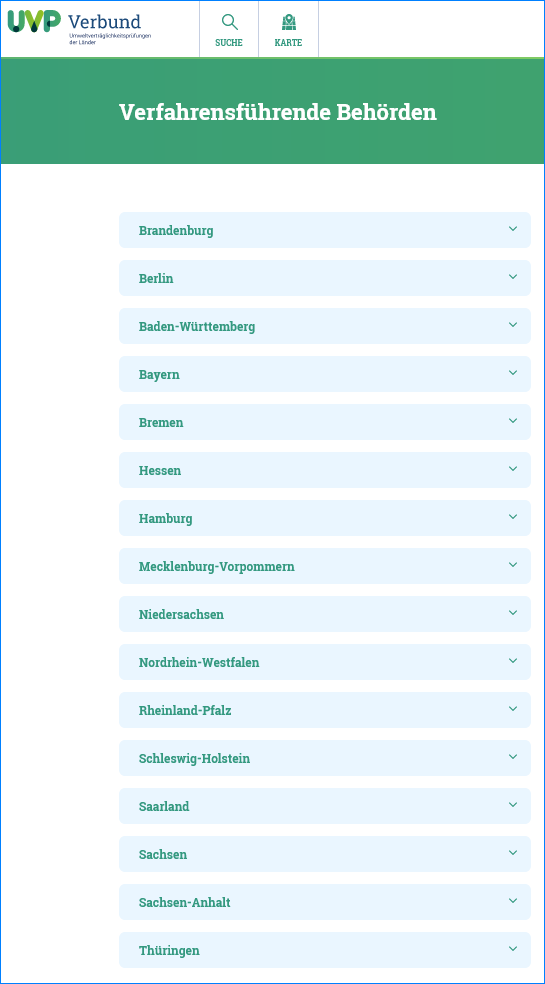 UVP Verbund
Umweltverträglichkeitsprüfungen
der Länder
SUCHE
KARTE
Verfahrensführende Behörden
Brandenburg
Berlin
Baden-Württemberg
Bayern
Bremen
Hessen
Hamburg
Mecklenburg-Vorpommern
Niedersachsen
Nordrhein-Westfalen
Rheinland-Pfalz
Schleswig-Holstein
Saarland
Sachsen
Sachsen-Anhalt
Thüringen